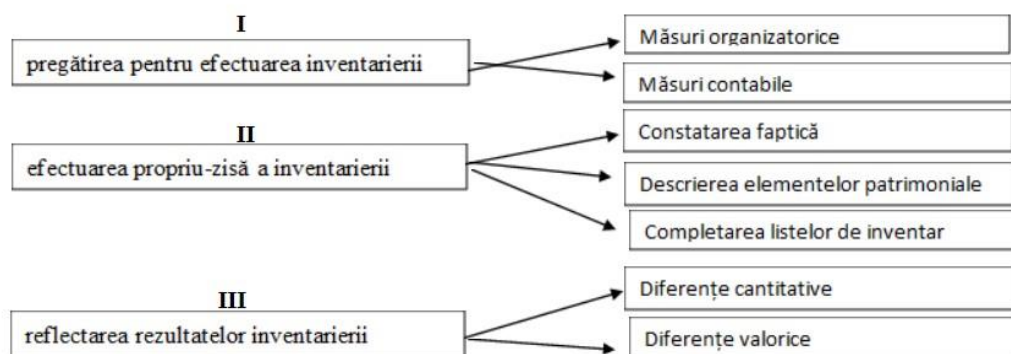 I
pregătirea pentru efectuarea inventarierii
Măsuri organizatorice
Măsuri contabile
II
efectuarea propriu-zisă a inventarierii
Constatarea faptică
Descrierea elementelor patrimoniale
Completarea listelor de inventar
III
reflectarea rezultatelor inventarierii
Diferențe cantitative
Diferențe valorice